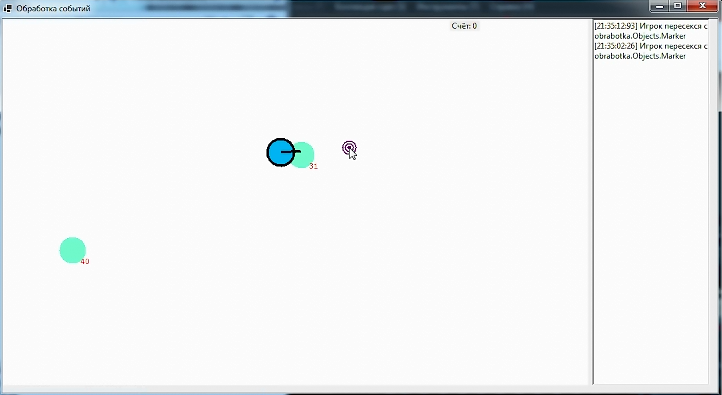 Обработка событий
Счёт: 0
[21:35:12:93] Игрок пересекся с
obrabotka.Objects.Marker
[21:35:02:26] Игрок пересекся с
obrabotka.Objects.Marker
31
40